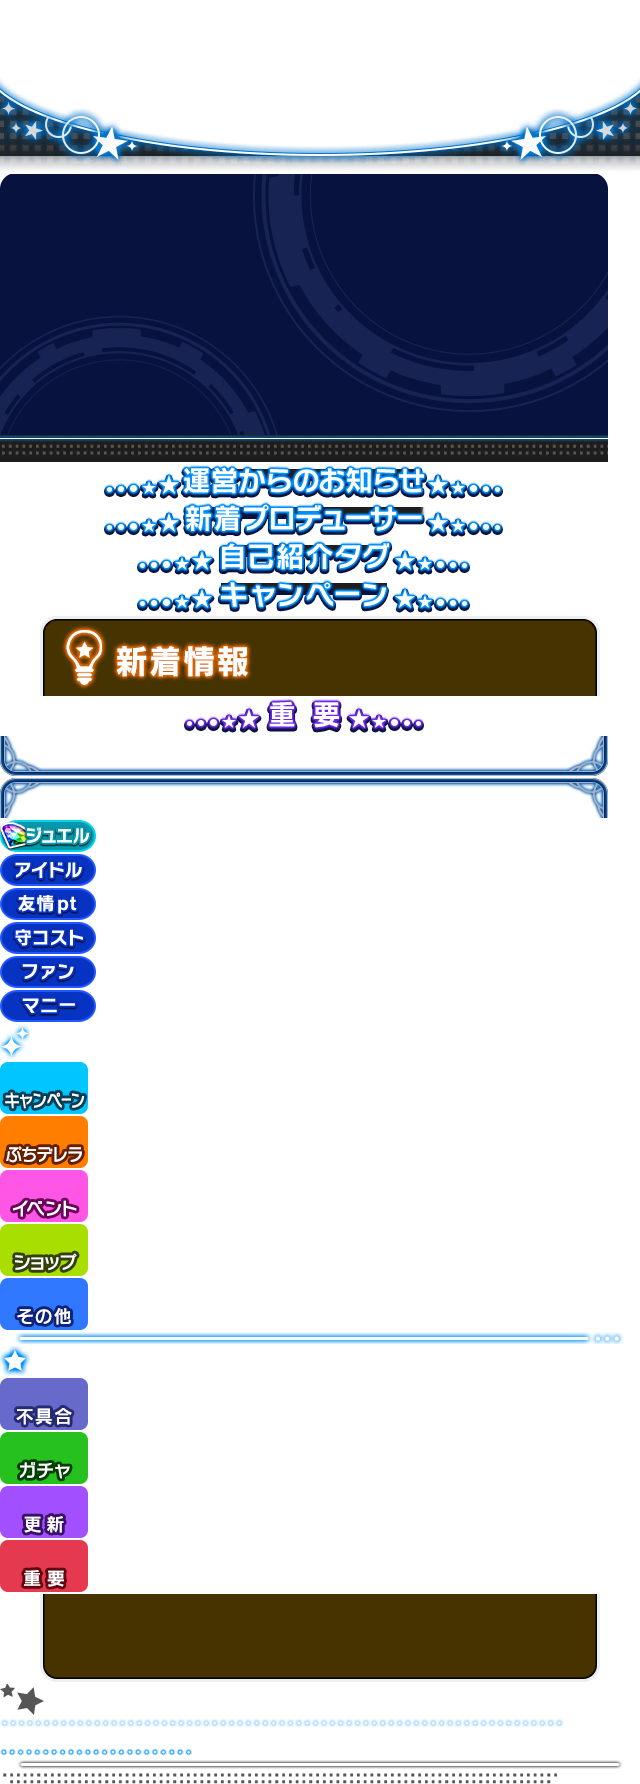 運営からのお知らせ
新着プロデューサー
自己紹介タグ
キャンペーン
新着情報
重 要
ジュエル
アイドル
友情pt
守コスト
ファン
マニー
キャンペーン
ぷちデレラ
イベント
ショップ
その他
不具合
ガチャ
更新
重要